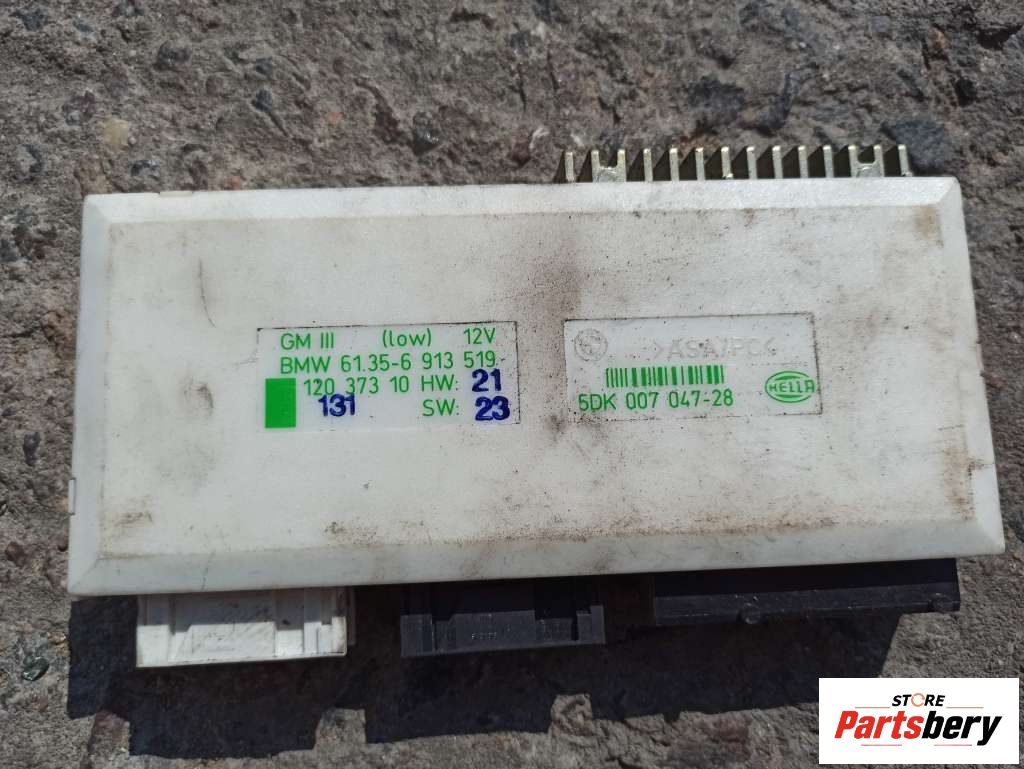 GM III (low) 12V
BMW 61.35-6 913 519
120 373 10 HW: 21
131 SW: 23
>ASA/PC<
5DK 007 047-28
HELLA
STORE
Partsbery